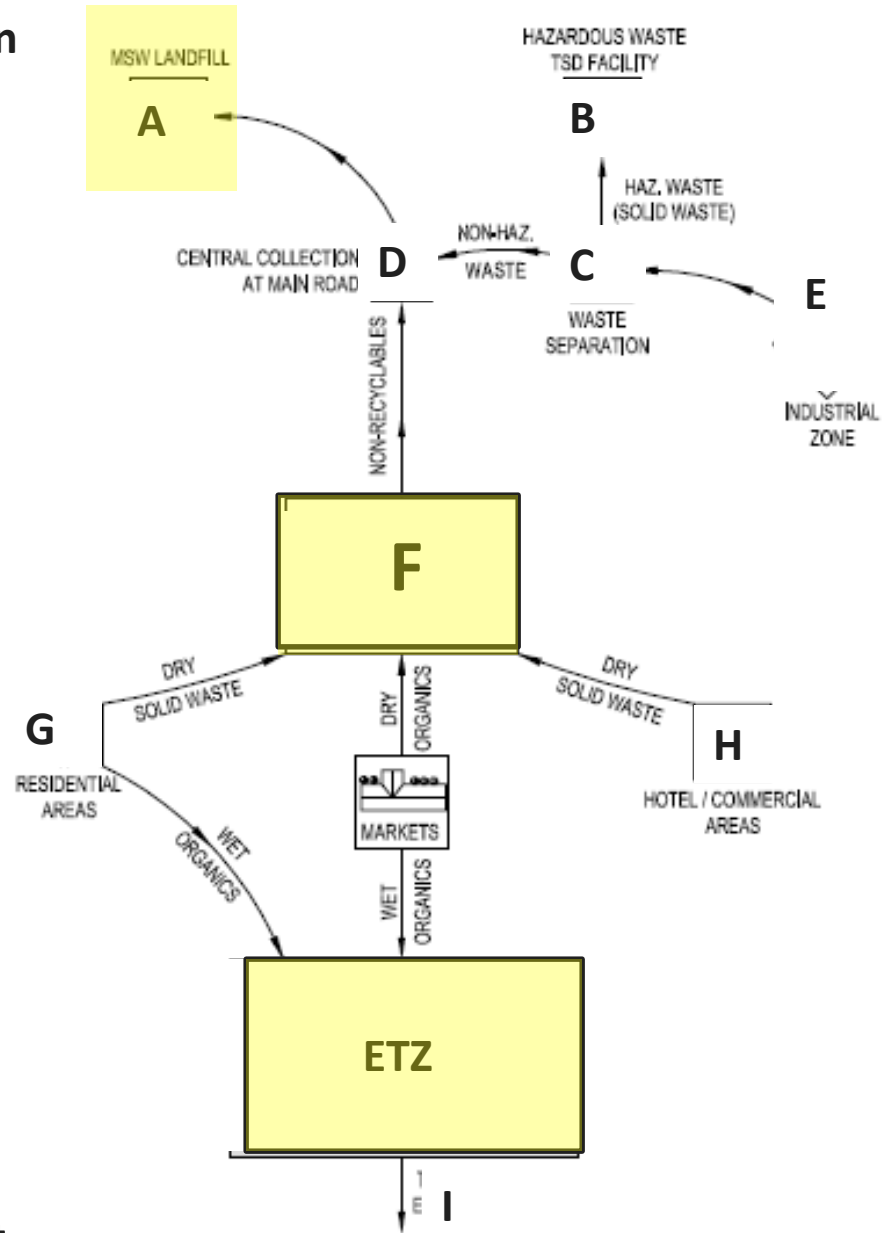 MSW LANDFILL
A
HAZARDOUS WASTE
TSD FACILITY
B
HAZ. WASTE
(SOLID WASTE)
CENTRAL COLLECTION
AT MAIN ROAD
D
NON-HAZ.
WASTE
C
WASTE
SEPARATION
E
INDUSTRIAL
ZONE
NON-RECYCLABLES
F
DRY
SOLID WASTE
DRY
ORGANICS
DRY
SOLID WASTE
G
RESIDENTIAL
AREAS
MARKETS
H
HOTEL / COMMERCIAL
AREAS
WET
ORGANICS
WET
ORGANICS
ETZ
I